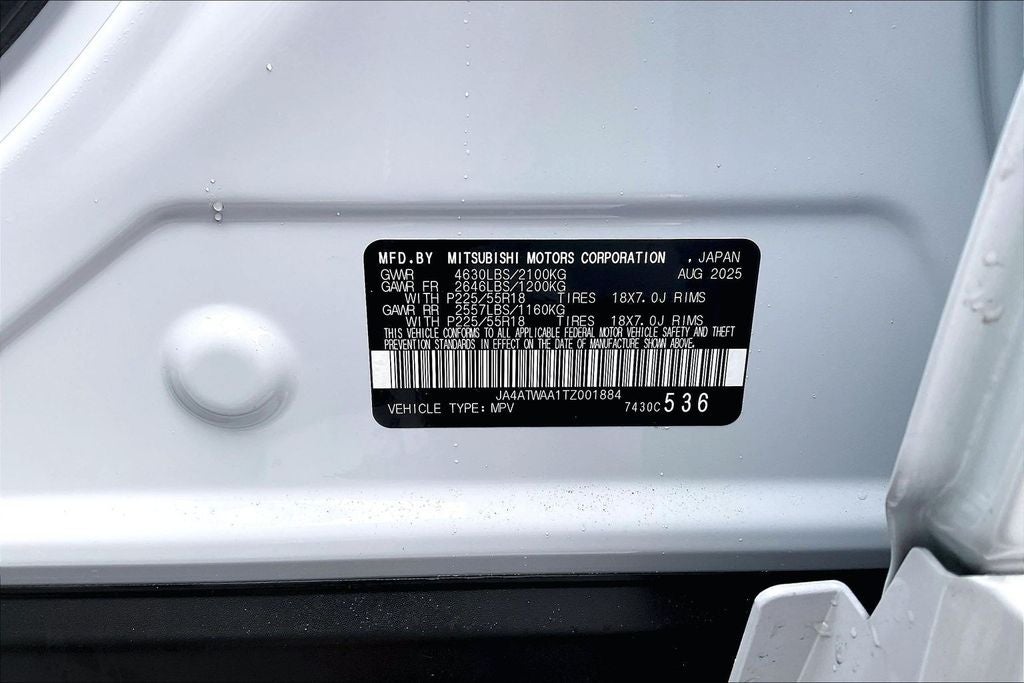 MFD.BY MITSUBISHI MOTORS CORPORATION , JAPAN
GVWR 4630LBS/2100KG AUG 2025
GAWR FR 2646LBS/1200KG
WITH P225/55R18 TIRES 18X7.0J RIMS
GAWR RR 2557LBS/1160KG
WITH P225/55R18 TIRES 18X7.0J RIMS
THIS VEHICLE CONFORMS TO ALL APPLICABLE FEDERAL MOTOR VEHICLE SAFETY AND THEFT
PREVENTION STANDARDS IN EFFECT ON THE DATE OF MANUFACTURE SHOWN ABOVE.
JA4ATWAA1TZ001884
VEHICLE TYPE: MPV 7430C 536